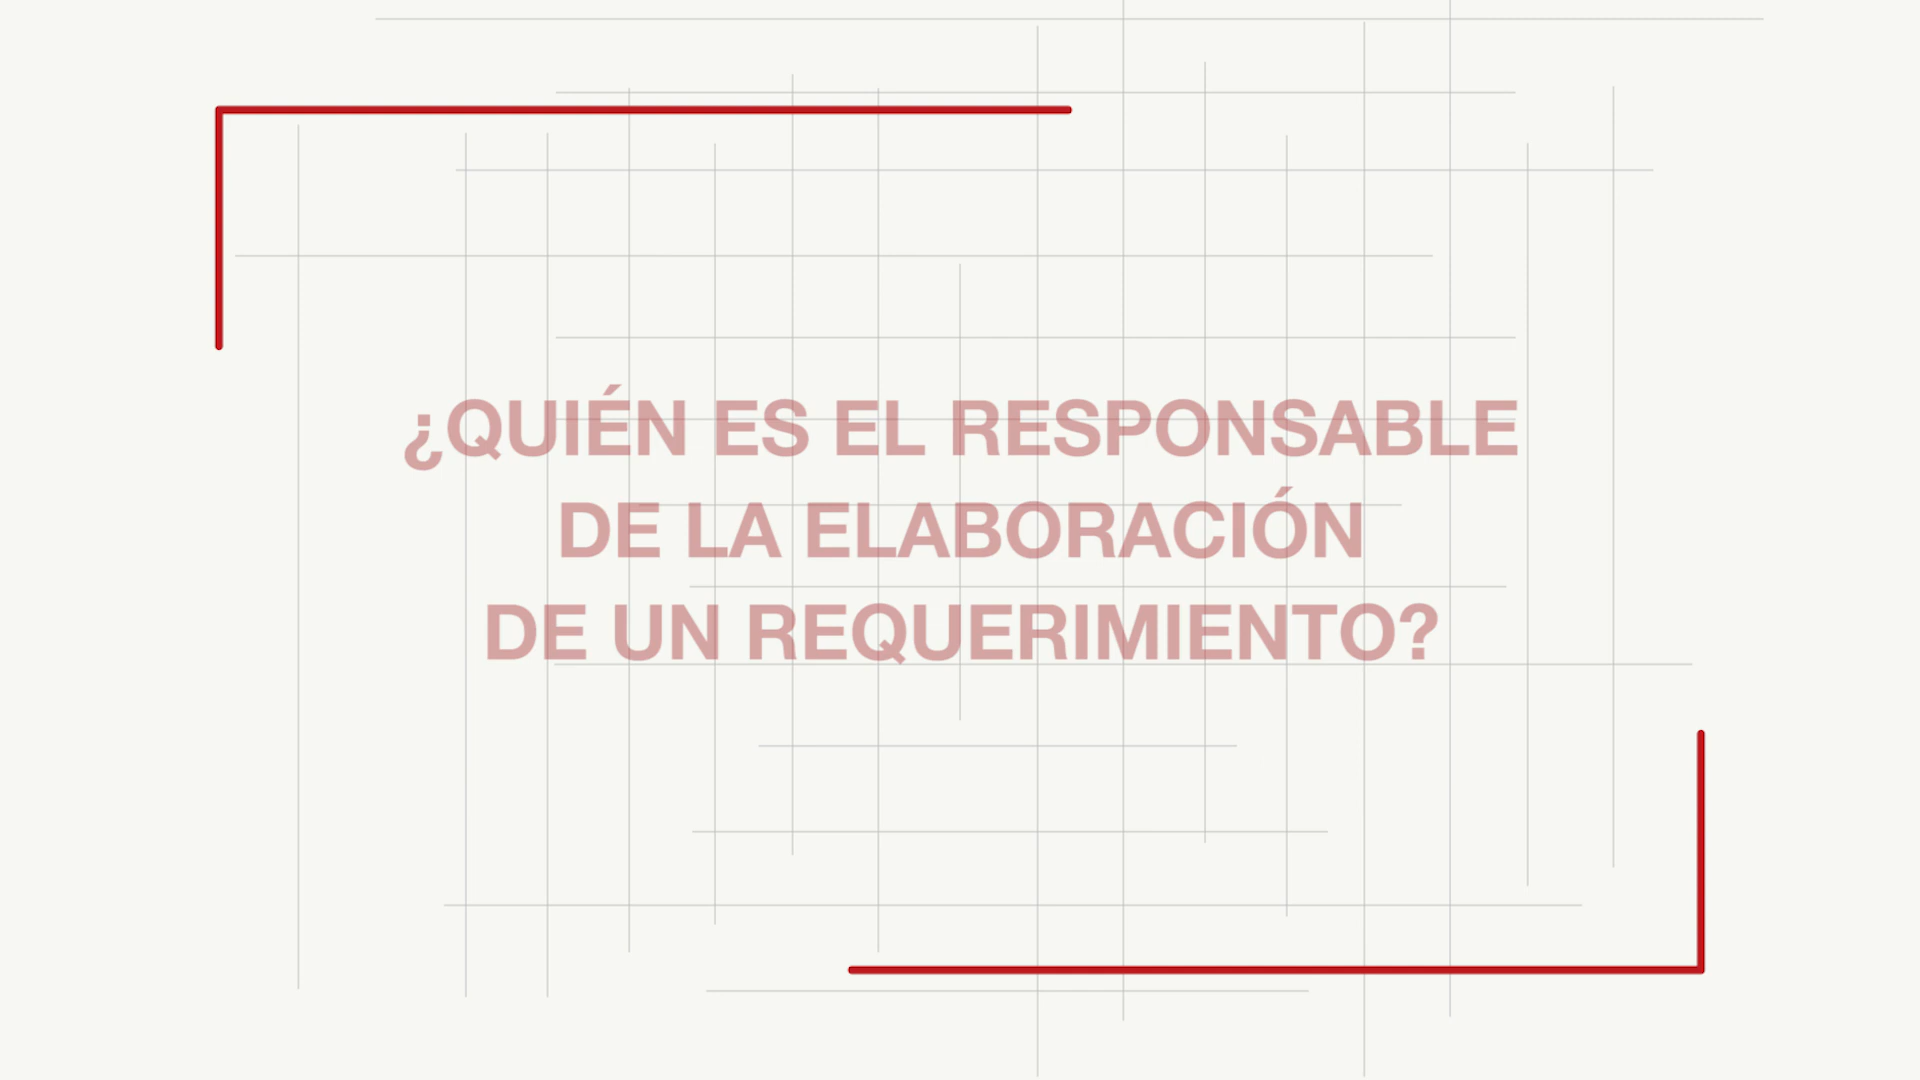 ¿QUIÉN ES EL RESPONSABLE
DE LA ELABORACIÓN
DE UN REQUERIMIENTO?